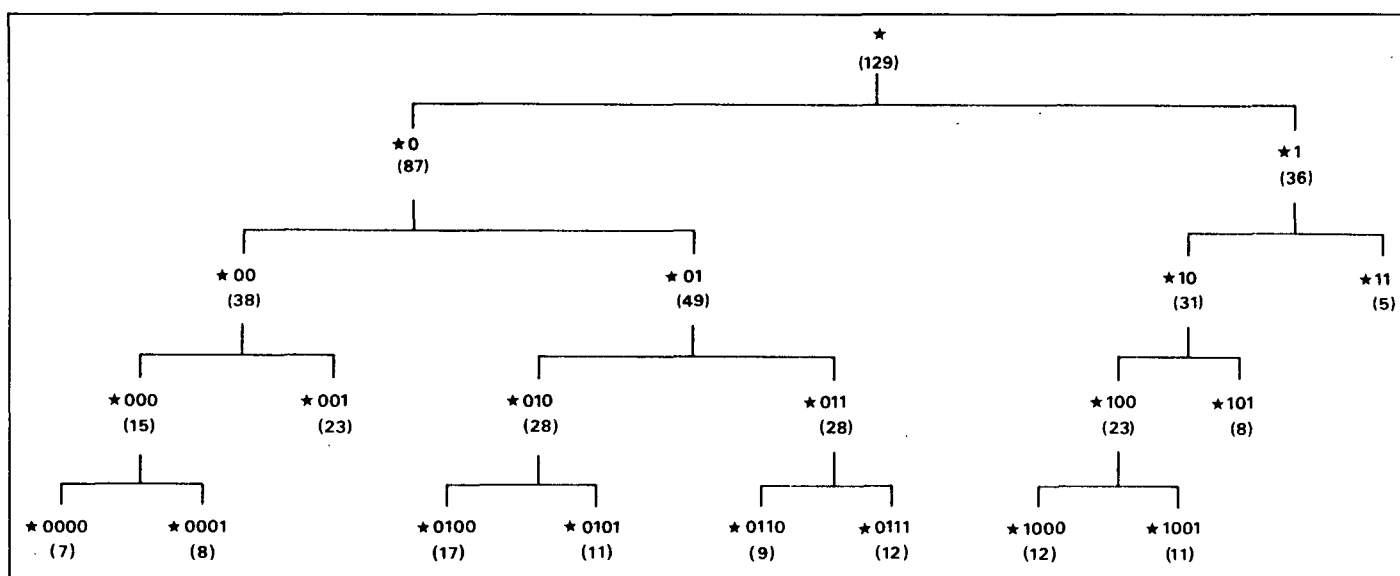 ★
(129)
★0 ★1
(87) (36)
★00 ★01 ★10 ★11
(38) (49) (31) (5)
★000 ★001 ★010 ★011 ★100 ★101
(15) (23) (28) (28) (23) (8)
★0000 ★0001 ★0100 ★0101 ★0110 ★0111 ★1000 ★1001
(7) (8) (17) (11) (9) (12) (12) (11)